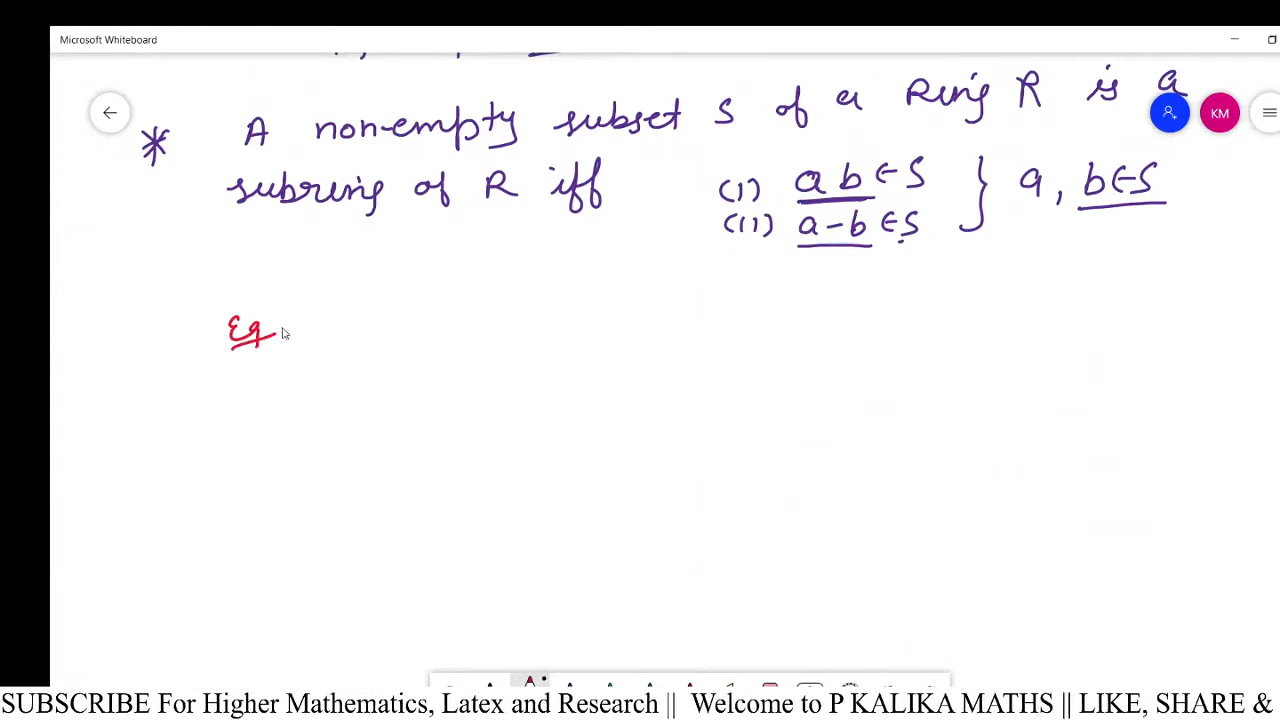 Microsoft Whiteboard
* A non-empty subset S of a Ring R is a
KM
subring of R iff (i) a b ∈ S } a, b ∈ S
(ii) a - b ∈ S
Eg
SUBSCRIBE For Higher Mathematics, Latex and Research || Welcome to P KALIKA MATHS || LIKE, SHARE &